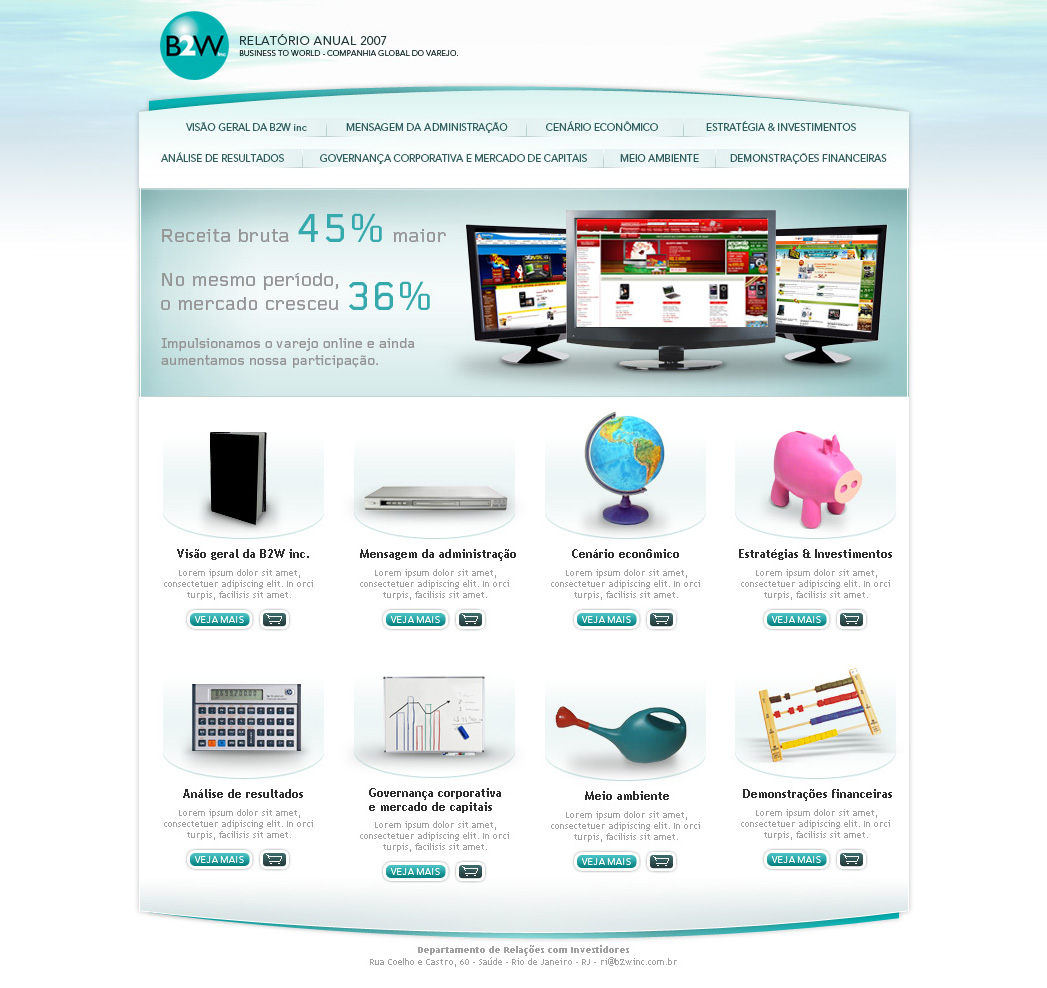 B2W inc
RELATÓRIO ANUAL 2007
BUSINESS TO WORLD - COMPANHIA GLOBAL DO VAREJO.
VISÃO GERAL DA B2W inc
MENSAGEM DA ADMINISTRAÇÃO
CENÁRIO ECONÔMICO
ESTRATÉGIA & INVESTIMENTOS
ANÁLISE DE RESULTADOS
GOVERNANÇA CORPORATIVA E MERCADO DE CAPITAIS
MEIO AMBIENTE
DEMONSTRAÇÕES FINANCEIRAS
Receita bruta 45% maior
No mesmo período,
o mercado cresceu 36%
Impulsionamos o varejo online e ainda
aumentamos nossa participação.
Visão geral da B2W inc.
Lorem ipsum dolor sit amet,
consectetuer adipiscing elit. In orci
turpis, facilisis sit amet.
VEJA MAIS
Mensagem da administração
Lorem ipsum dolor sit amet,
consectetuer adipiscing elit. In orci
turpis, facilisis sit amet.
VEJA MAIS
Cenário econômico
Lorem ipsum dolor sit amet,
consectetuer adipiscing elit. In orci
turpis, facilisis sit amet.
VEJA MAIS
Estratégias & Investimentos
Lorem ipsum dolor sit amet,
consectetuer adipiscing elit. In orci
turpis, facilisis sit amet.
VEJA MAIS
Análise de resultados
Lorem ipsum dolor sit amet,
consectetuer adipiscing elit. In orci
turpis, facilisis sit amet.
VEJA MAIS
Governança corporativa
e mercado de capitais
Lorem ipsum dolor sit amet,
consectetuer adipiscing elit. In orci
turpis, facilisis sit amet.
VEJA MAIS
Meio ambiente
Lorem ipsum dolor sit amet,
consectetuer adipiscing elit. In orci
turpis, facilisis sit amet.
VEJA MAIS
Demonstrações financeiras
Lorem ipsum dolor sit amet,
consectetuer adipiscing elit. In orci
turpis, facilisis sit amet.
VEJA MAIS
Departamento de Relações com Investidores
Rua Coelho e Castro, 60 - Saúde - Rio de Janeiro - RJ - ri@b2winc.com.br